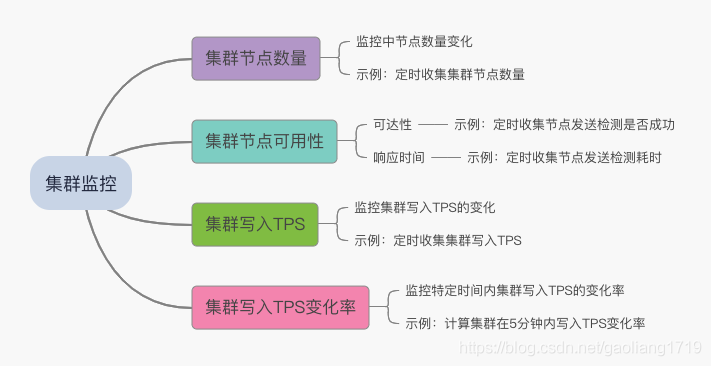 集群监控
集群节点数量
监控中节点数量变化
示例：定时收集集群节点数量
集群节点可用性
可达性
示例：定时收集节点发送检测是否成功
响应时间
示例：定时收集节点发送检测耗时
集群写入TPS
监控集群写入TPS的变化
示例：定时收集集群写入TPS
集群写入TPS变化率
监控特定时间内集群写入TPS的变化率
示例：计算集群在5分钟内写入TPS变化率
https://blog.csdn.net/gaoliang1719